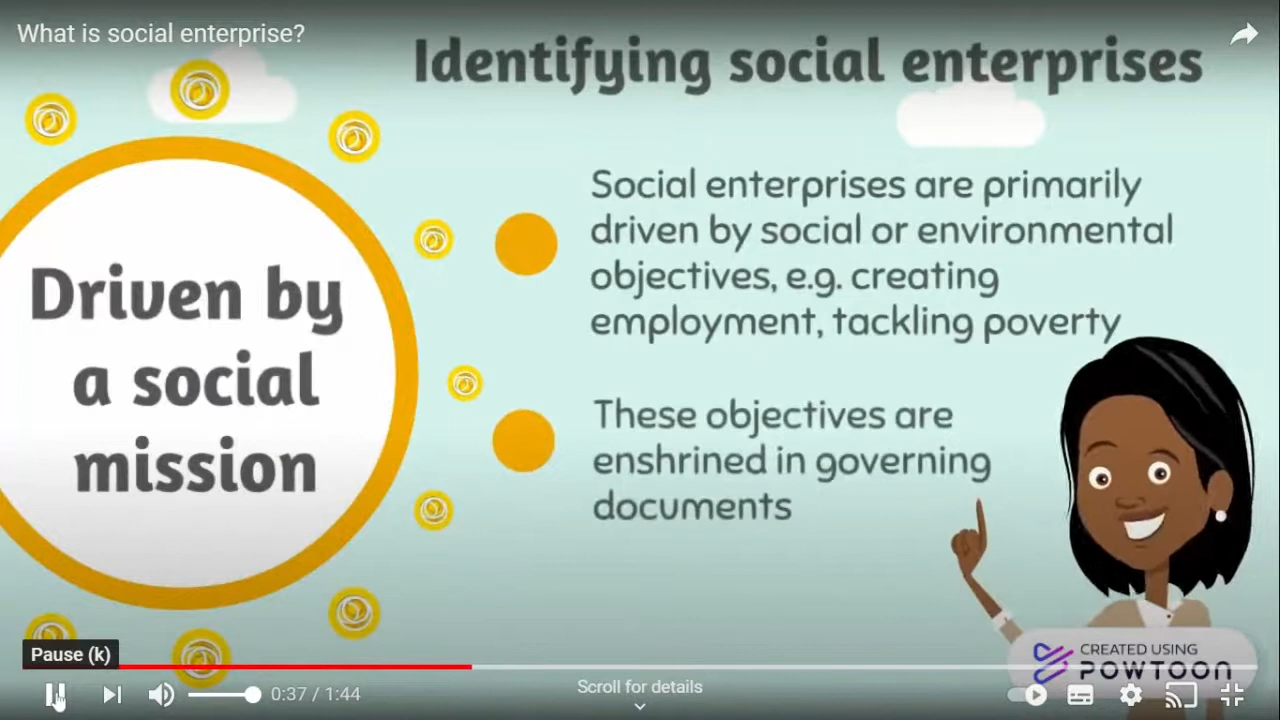 What is social enterprise?
Identifying social enterprises
Driven by
a social
mission
Social enterprises are primarily
driven by social or environmental
objectives, e.g. creating
employment, tackling poverty
These objectives are
enshrined in governing
documents
CREATED USING
POWTOON
Pause (k)
0:37 / 1:44
Scroll for details